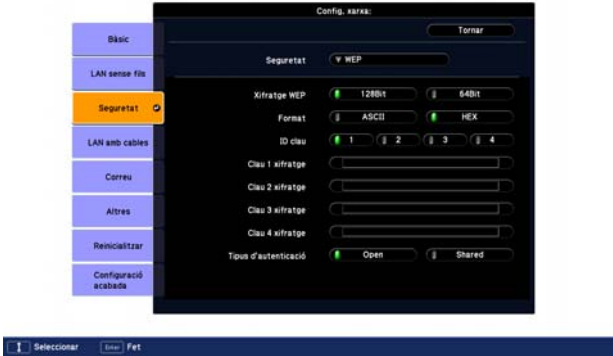 Config. xarxa:
Tornar
Bàsic
LAN sense fils
Seguretat
LAN amb cables
Correu
Altres
Reinicialitzar
Configuració
acabada
Seguretat WEP
Xifratge WEP 128Bit 64Bit
Format ASCII HEX
ID clau 1 2 3 4
Clau 1 xifratge
Clau 2 xifratge
Clau 3 xifratge
Clau 4 xifratge
Tipus d'autenticació Open Shared
Seleccionar Enter Fet